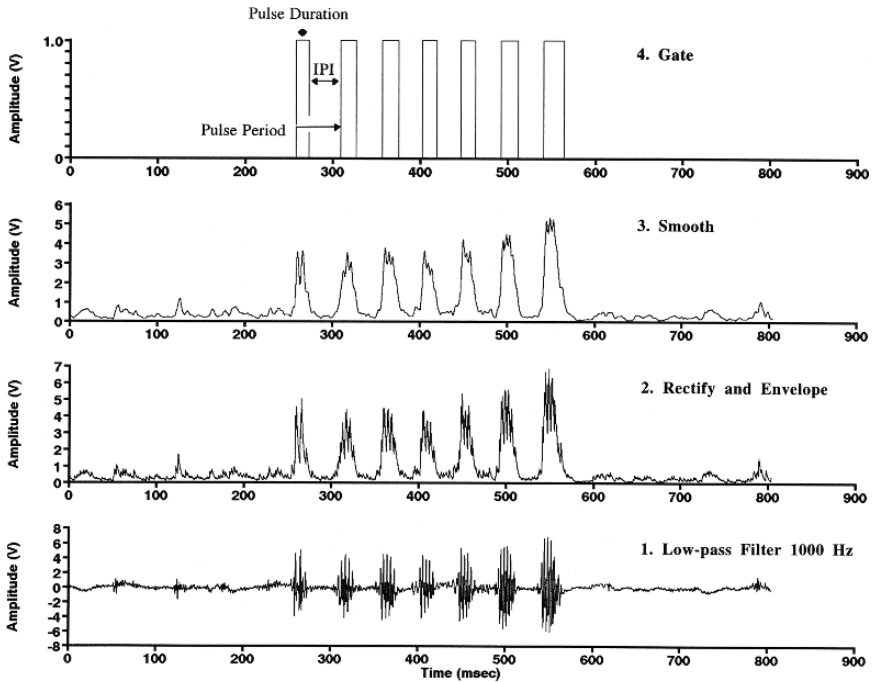 Pulse Duration
1.0
4. Gate
IPI
Amplitude (V)
Pulse Period
0
0 100 200 300 400 500 600 700 800 900
6
3. Smooth
5
4
Amplitude (V)
3
2
1
0
0 100 200 300 400 500 600 700 800 900
7
2. Rectify and Envelope
6
5
Amplitude (V)
4
3
2
1
0
0 100 200 300 400 500 600 700 800 900
8
1. Low-pass Filter 1000 Hz
6
4
Amplitude (V)
2
0
-2
-4
-6
-8
0 100 200 300 400 500 600 700 800 900
Time (msec)